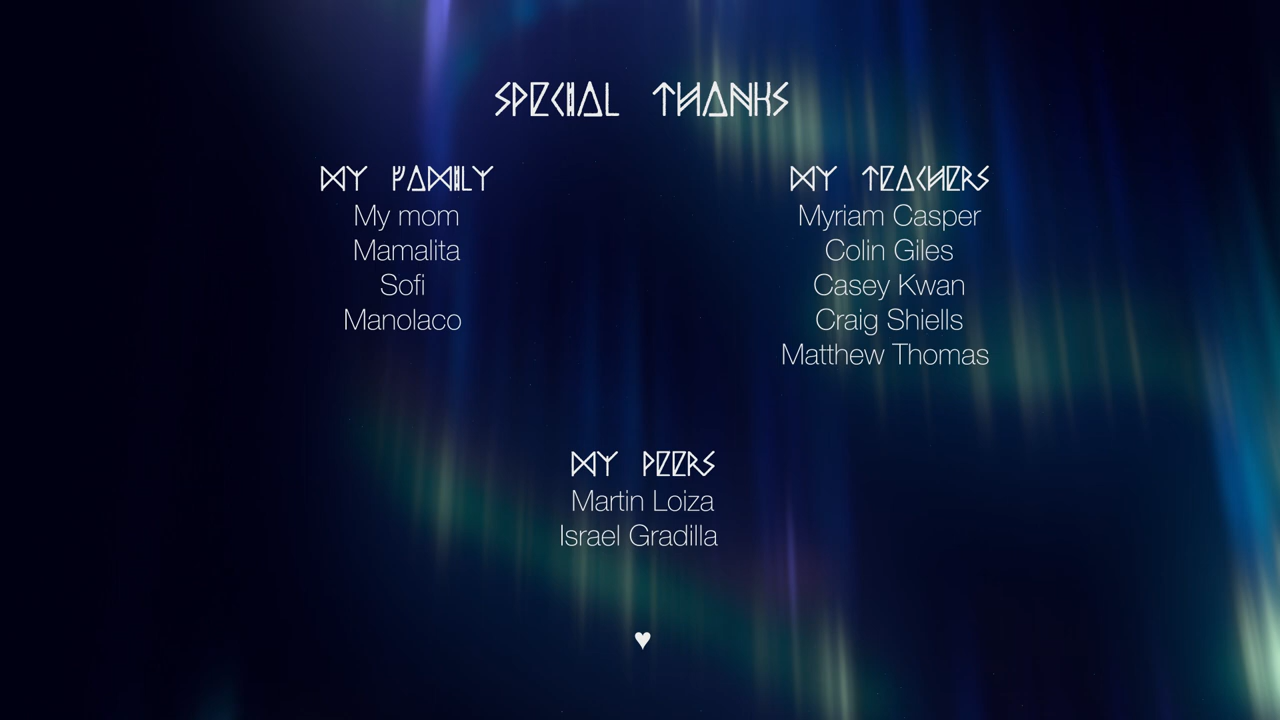 SPECIAL THANKS
MY FAMILY
My mom
Mamalita
Sofi
Manolaco
MY TEACHERS
Myriam Casper
Colin Giles
Casey Kwan
Craig Shiells
Matthew Thomas
MY PEERS
Martin Loiza
Israel Gradilla
♥